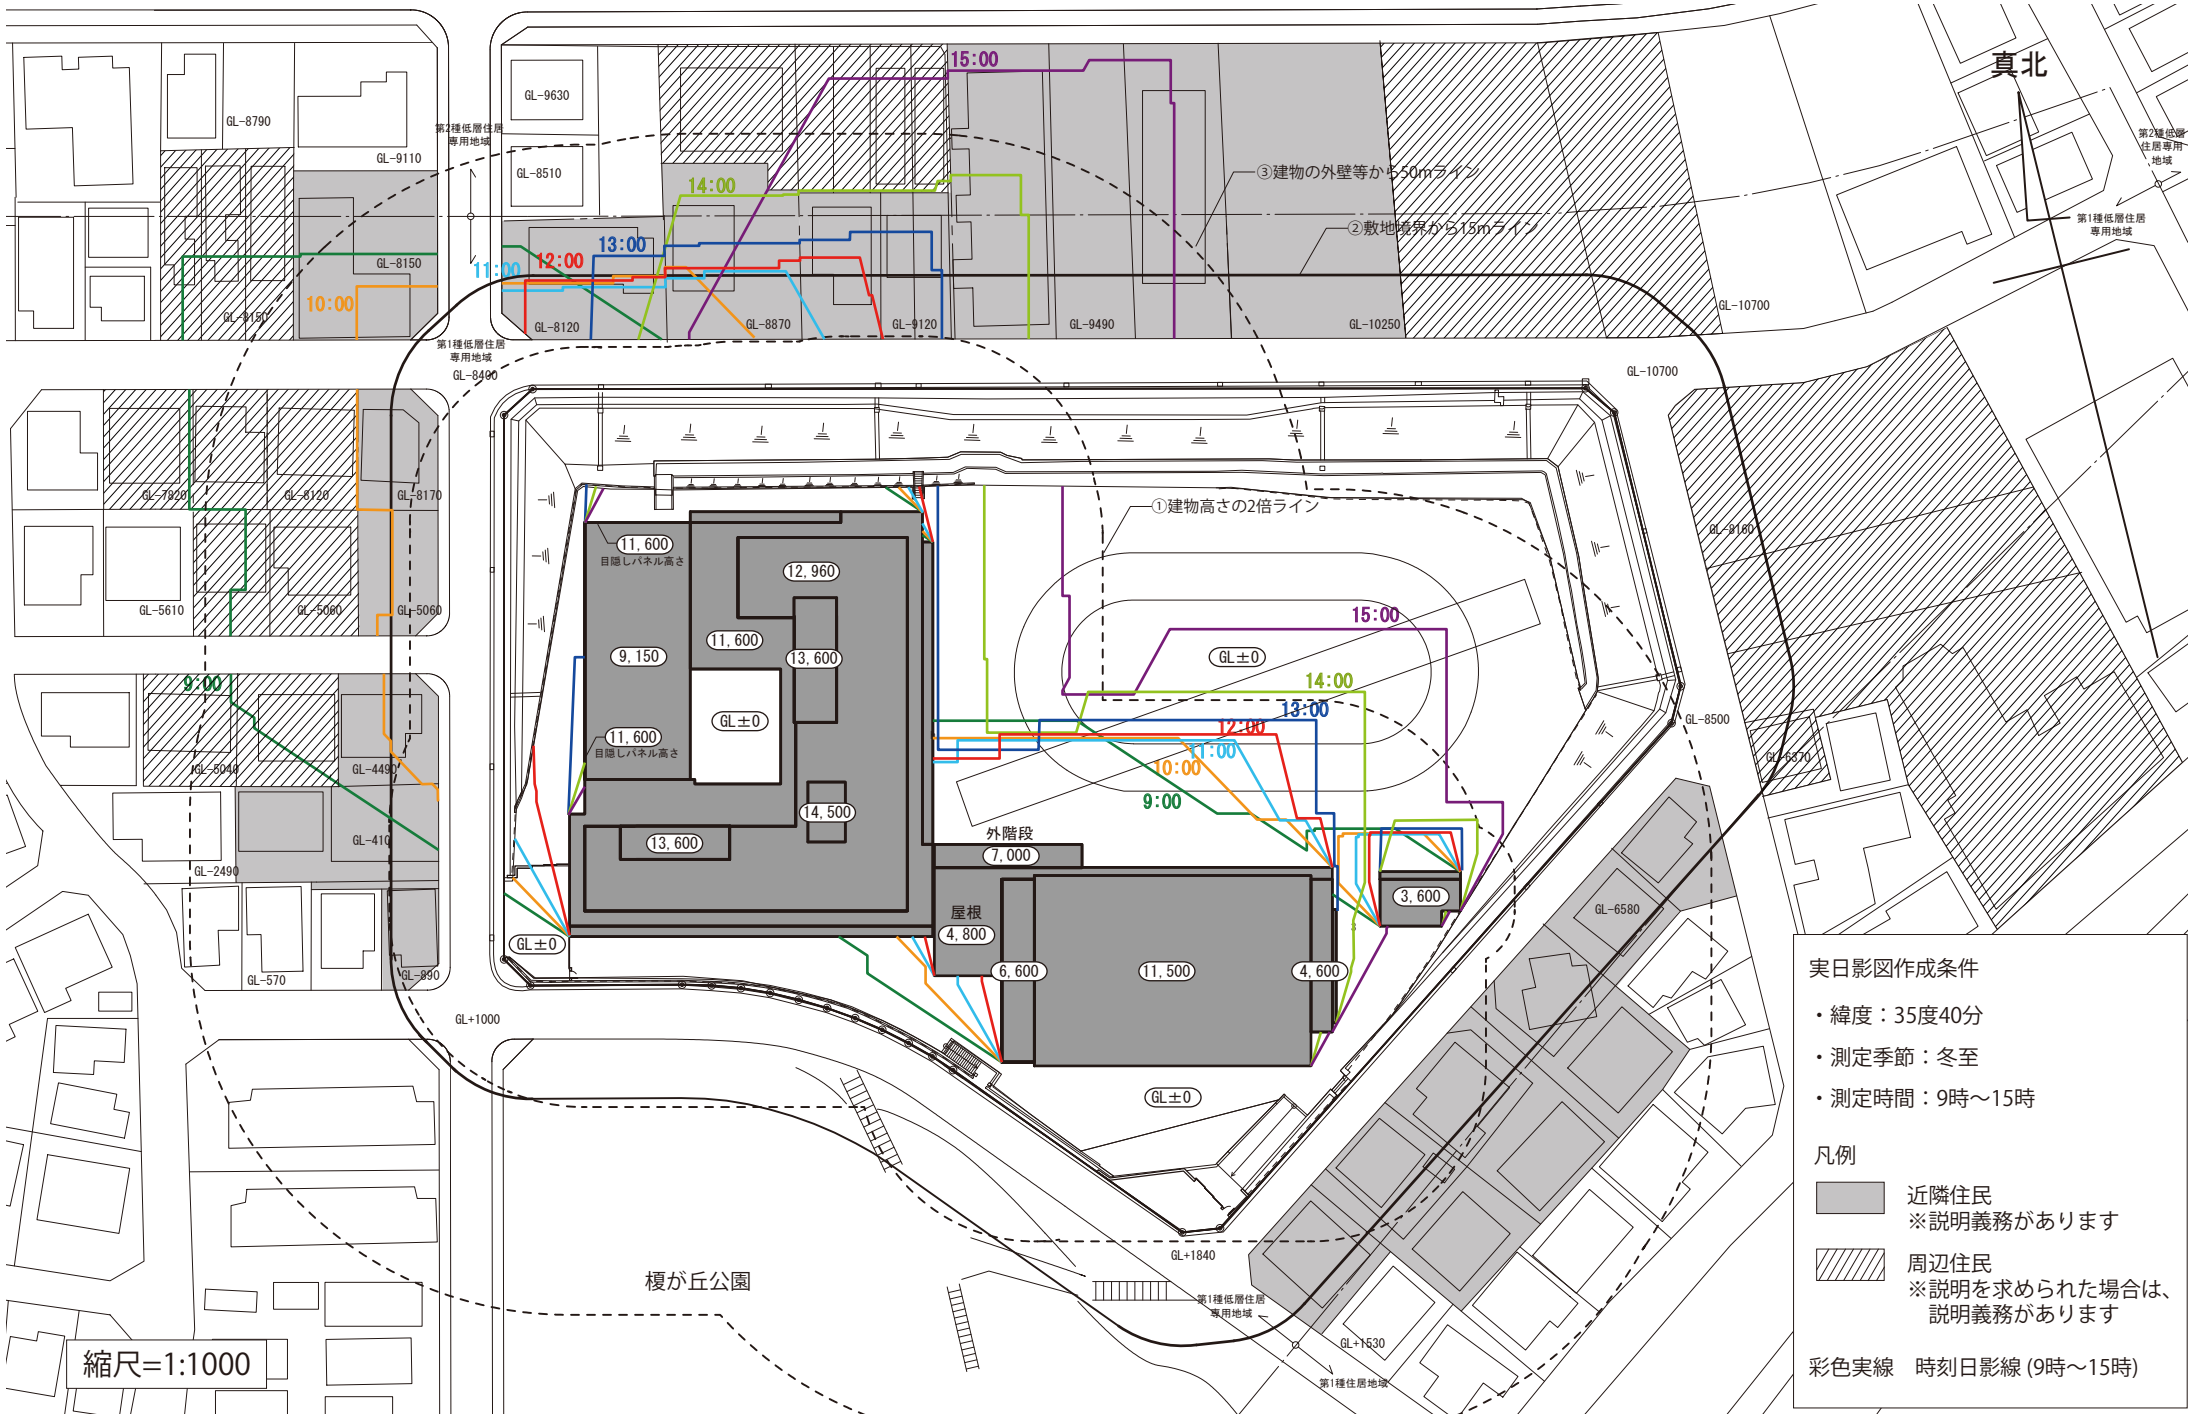 15:00
真北
GL-9630
GL-8790
第2種低層住居
専用地域
第2種低層
住居専用
地域
GL-9110
GL-8510
③建物の外壁等から50mライン
14:00
第1種低層住居
専用地域
②敷地境界から15mライン
13:00
12:00
11:00
GL-8150
10:00
GL-8150
GL-8120
GL-8870
GL-9120
GL-9490
GL-10250
GL-10700
第1種低層住居
専用地域
GL-8400
GL-10700
GL-7820
GL-8120
GL-8170
①建物高さの2倍ライン
GL-8160
11,600
目隠しパネル高さ
12,960
GL-5610
GL-5060
GL-5060
15:00
11,600
9,150
13,600
GL±0
9:00
14:00
13:00
GL±0
12:00
GL-8500
11,600
目隠しパネル高さ
11:00
GL-5040
GL-4490
10:00
GL-6370
9:00
14,500
外階段
GL-410
13,600
7,000
GL-2490
3,600
屋根
4,800
GL-6580
GL±0
GL-570
GL-890
6,600
11,500
4,600
GL+1000
GL±0
GL+1840
榎が丘公園
第1種低層住居
専用地域
GL+1530
第1種住居地域
縮尺=1:1000
実日影図作成条件
・緯度：35度40分
・測定季節：冬至
・測定時間：9時～15時
凡例
近隣住民
※説明義務があります
周辺住民
※説明を求められた場合は、
説明義務があります
彩色実線　時刻日影線 (9時～15時)